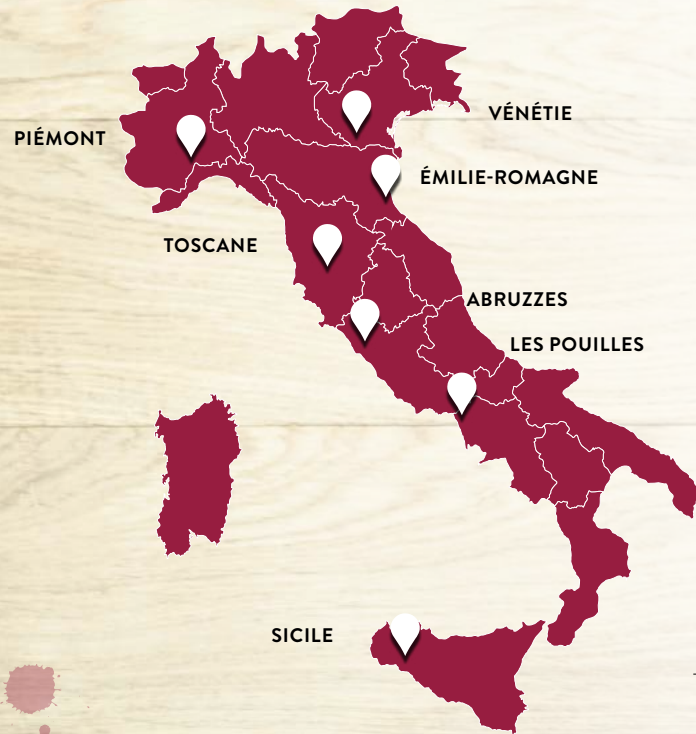 VÉNÉTIE
PIÉMONT
ÉMILIE-ROMAGNE
TOSCANE
ABRUZZES
LES POUILLES
SICILE